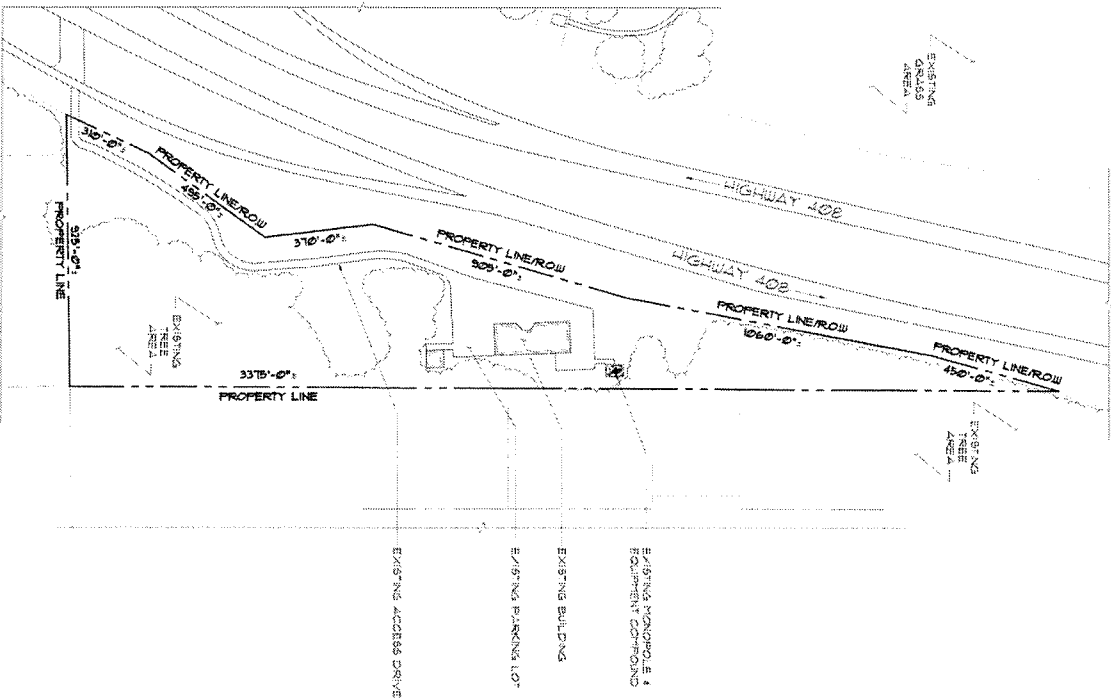 EXISTING
GRASS
AREA
HIGHWAY 408
HIGHWAY 408
310'-0"±
PROPERTY LINE/ROW
495'-0"±
370'-0"±
PROPERTY LINE/ROW
905'-0"±
PROPERTY LINE/ROW
1060'-0"±
PROPERTY LINE/ROW
450'-0"±
925'-0"±
PROPERTY LINE
EXISTING
TREE
AREA
3375'-0"±
PROPERTY LINE
EXISTING
TREE
AREA
EXISTING ACCESS DRIVE
EXISTING PARKING LOT
EXISTING BUILDING
EXISTING MONOPOLE &
EQUIPMENT COMPOUND